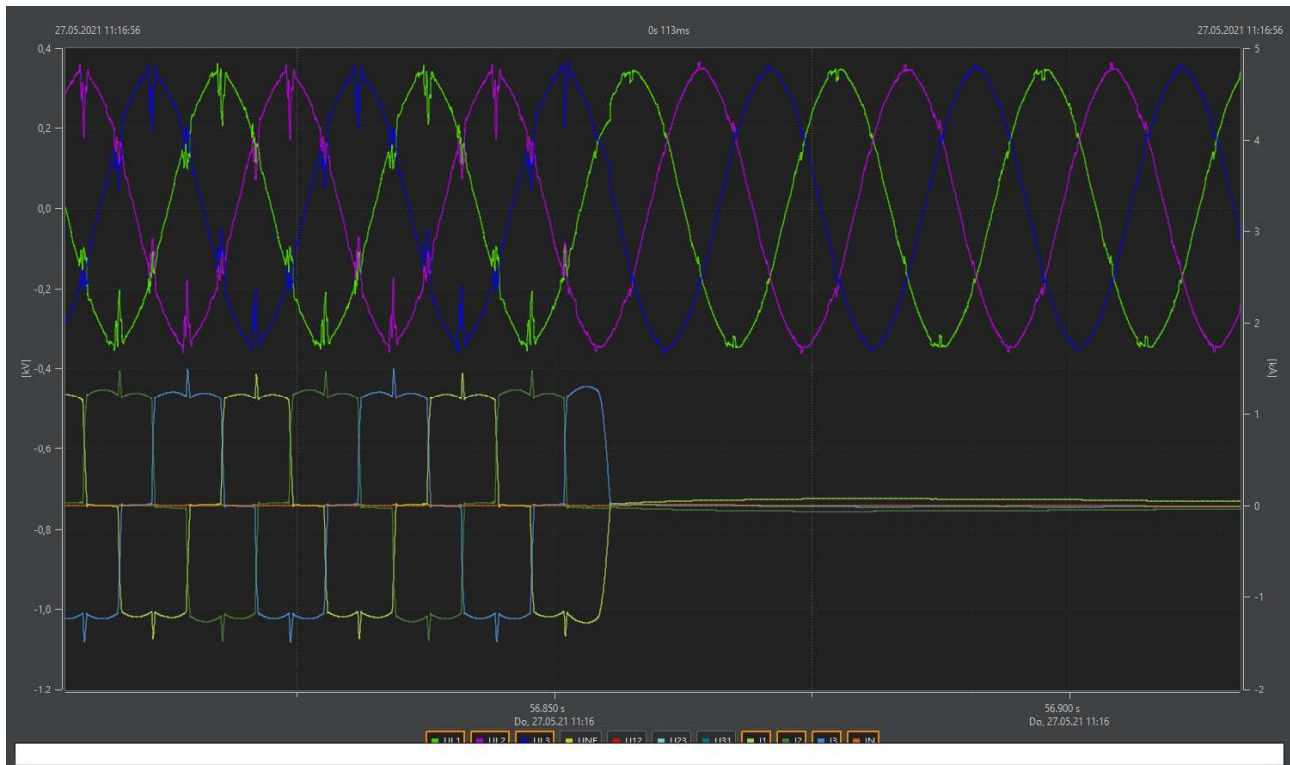 27.05.2021 11:16:56 0s 113ms 27.05.2021 11:16:56
0,4 5
0,2 4
0,0 3
-0,2 2
[kV] -0,4 [kA]
-0,6 1
0
-0,8
-1,0 -1
-1.2 -2
56.850 s 56.900 s
Do, 27.05.21 11:16 Do, 27.05.21 11:16
UL1 UL2 UL3 UNE U12 U23 U31 I1 I2 I3 IN